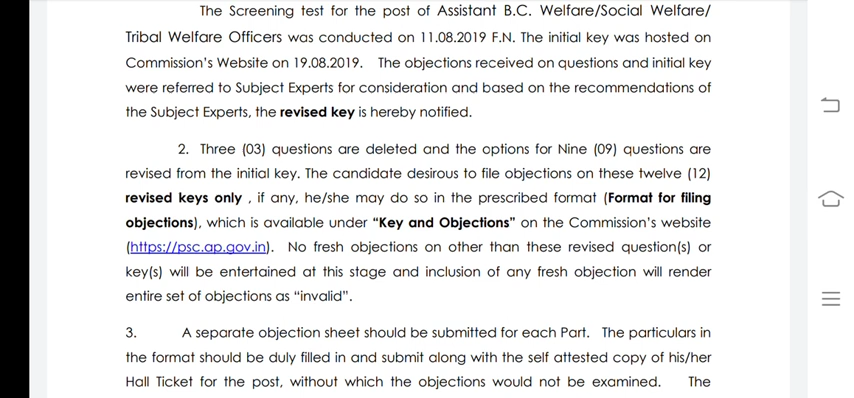 The Screening test for the post of Assistant B.C. Welfare/Social Welfare/
Tribal Welfare Officers was conducted on 11.08.2019 F.N. The initial key was hosted on
Commission's Website on 19.08.2019. The objections received on questions and initial key
were referred to Subject Experts for consideration and based on the recommendations of
the Subject Experts, the revised key is hereby notified.
2. Three (03) questions are deleted and the options for Nine (09) questions are
revised from the initial key. The candidate desirous to file objections on these twelve (12)
revised keys only , if any, he/she may do so in the prescribed format (Format for filing
objections), which is available under "Key and Objections" on the Commission's website
(https://psc.ap.gov.in). No fresh objections on other than these revised question(s) or
key(s) will be entertained at this stage and inclusion of any fresh objection will render
entire set of objections as "invalid".
3. A separate objection sheet should be submitted for each Part. The particulars in
the format should be duly filled in and submit along with the self attested copy of his/her
Hall Ticket for the post, without which the objections would not be examined. The